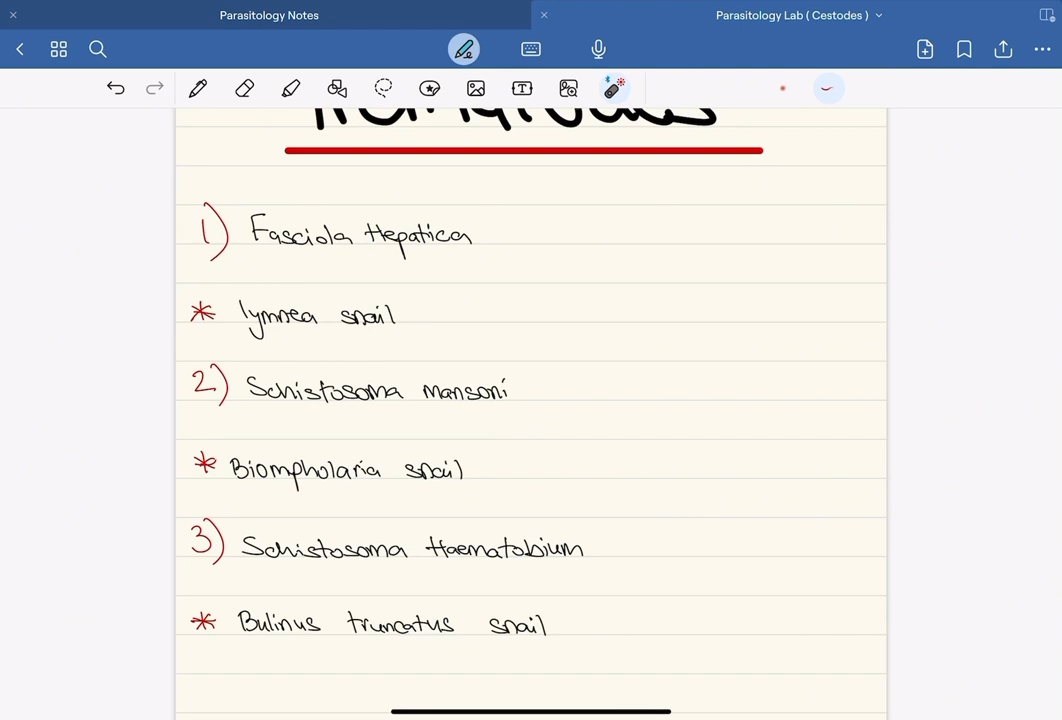 Parasitology Notes
Parasitology Lab ( Cestodes )
1) Fasciola Hepatica
* lymnea snail
2) Schistosoma mansoni
* Biompholaria snail
3) Schistosoma Haematobium
* Bulinus truncatus snail